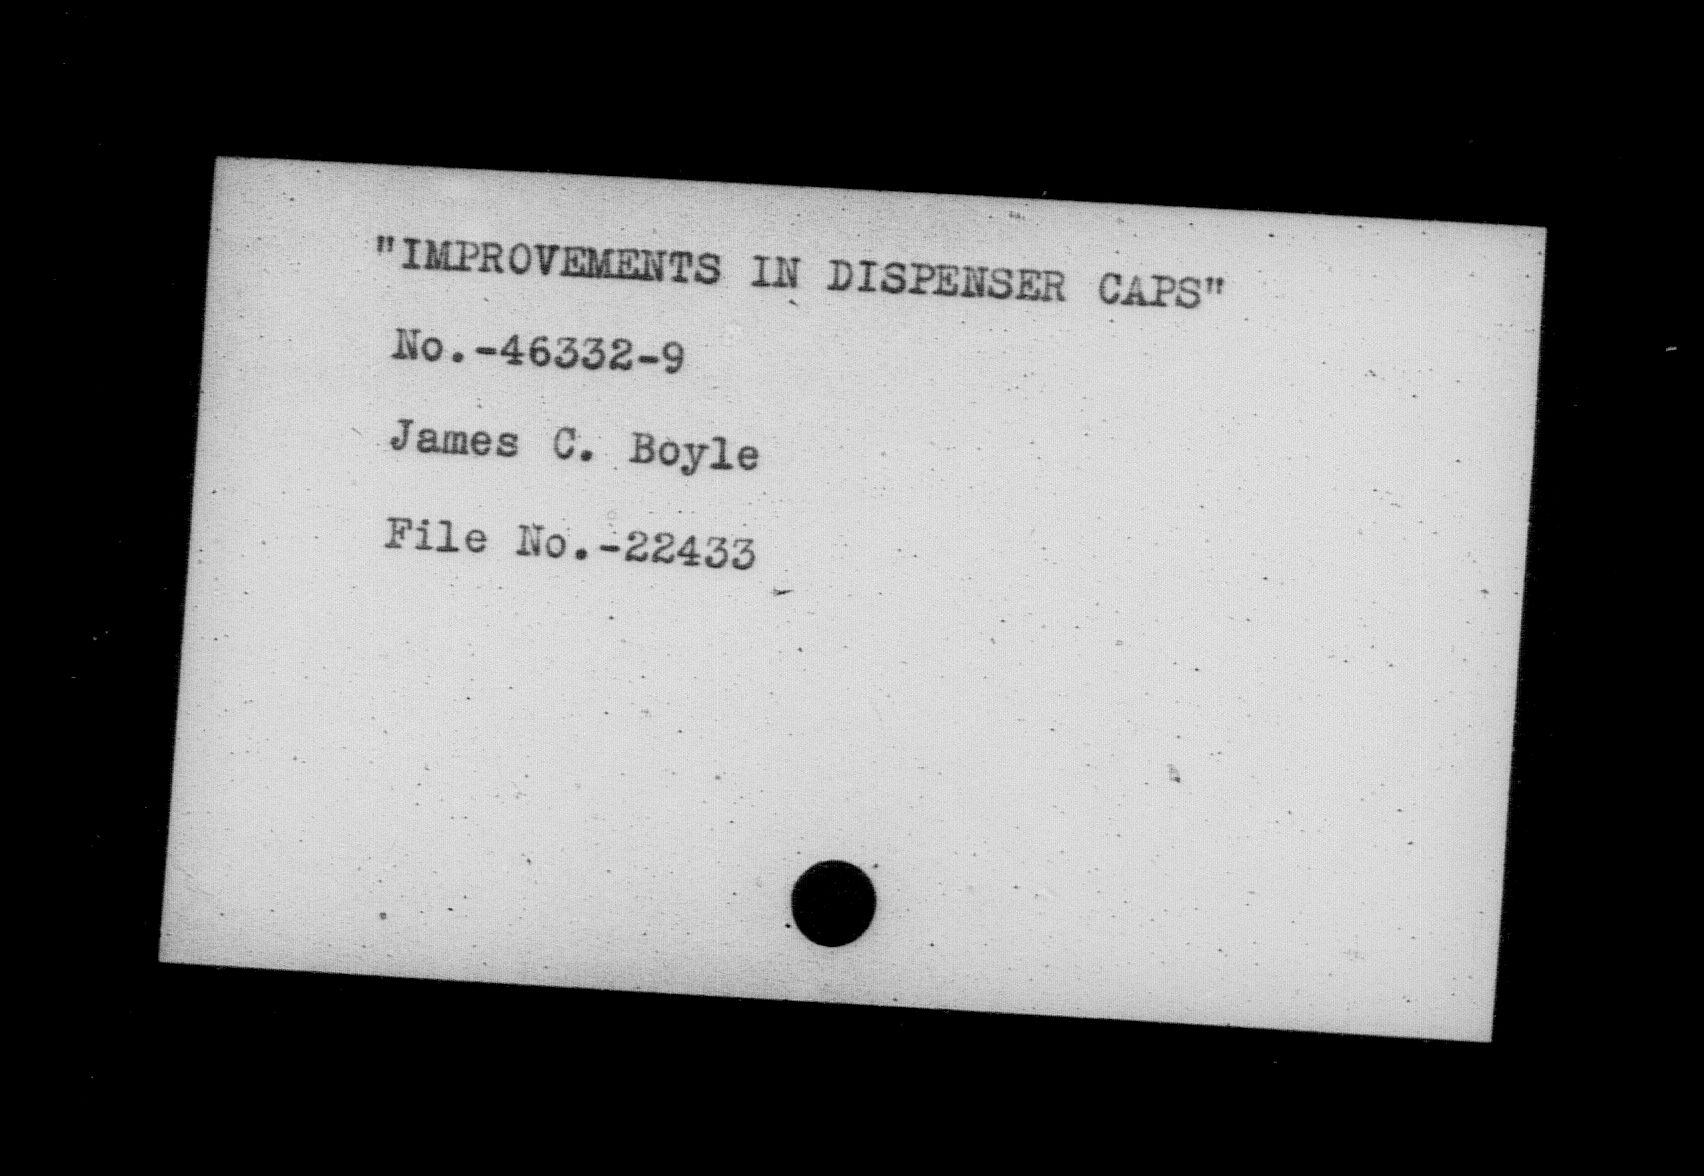 "IMPROVEMENTS IN DISPENSER CAPS"
No.-46332-9
James C. Boyle
File No.-22433